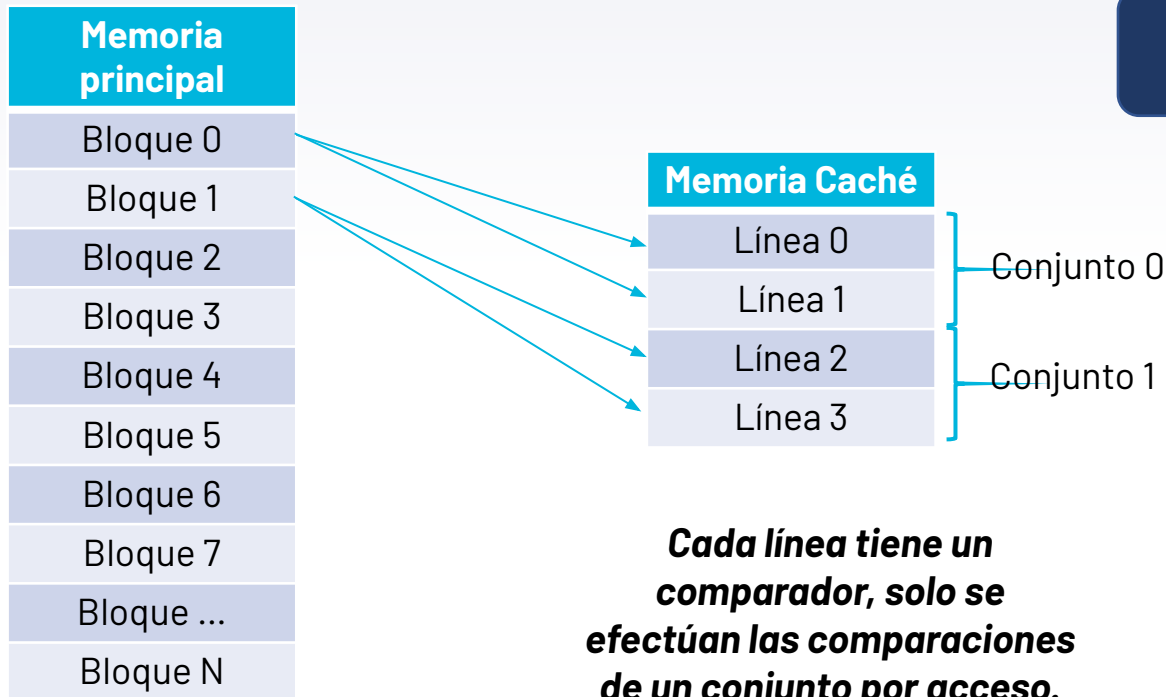 Memoria
principal
Bloque 0
Bloque 1
Bloque 2
Bloque 3
Bloque 4
Bloque 5
Bloque 6
Bloque 7
Bloque ...
Bloque N
Memoria Caché
Línea 0
Línea 1
Línea 2
Línea 3
Conjunto 0
Conjunto 1
Cada línea tiene un
comparador, solo se
efectúan las comparaciones
de un conjunto por acceso.